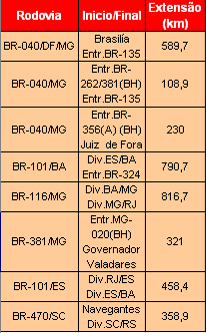 Rodovia Inicio/Final Extensão (km)
BR-040/DF/MG Brasília Entr.BR-135 589,7
BR-040/MG Entr.BR-262/381(BH) Entr.BR-135 108,9
BR-040/MG Entr.BR-356(A) (BH) Juiz de Fora 230
BR-101/BA Div.ES/BA Entr.BR-324 790,7
BR-116/MG Div.BA/MG Div.MG/RJ 816,7
BR-381/MG Entr.MG-020(BH) Governador Valadares 321
BR-101/ES Div.RJ/ES Div.ES/BA 458,4
BR-470/SC Navegantes Div.SC/RS 358,9